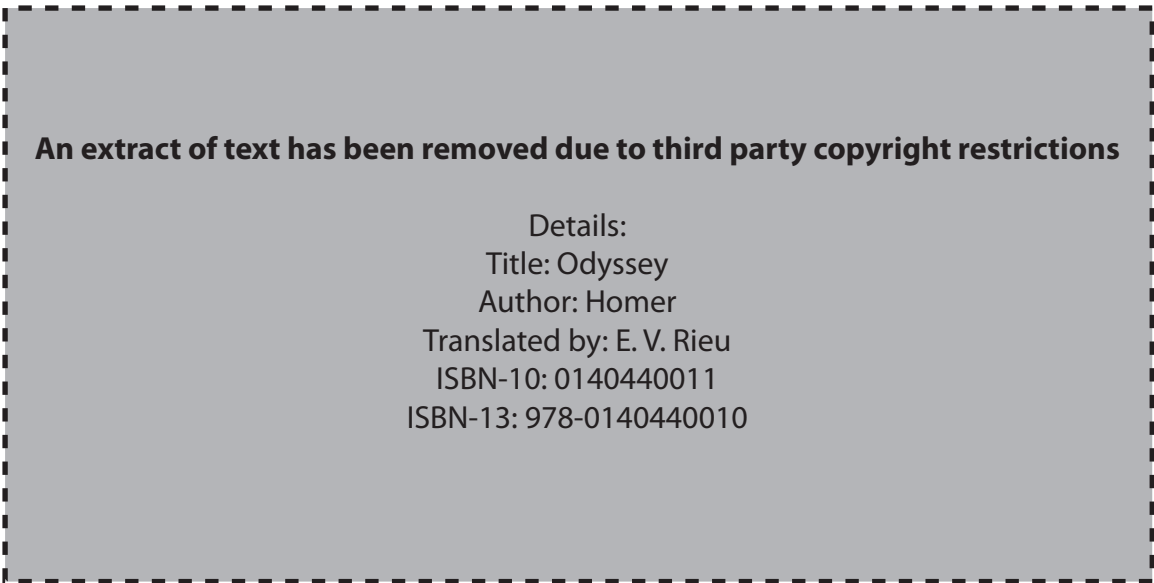 An extract of text has been removed due to third party copyright restrictions
Details:
Title: Odyssey
Author: Homer
Translated by: E. V. Rieu
ISBN-10: 0140440011
ISBN-13: 978-0140440010